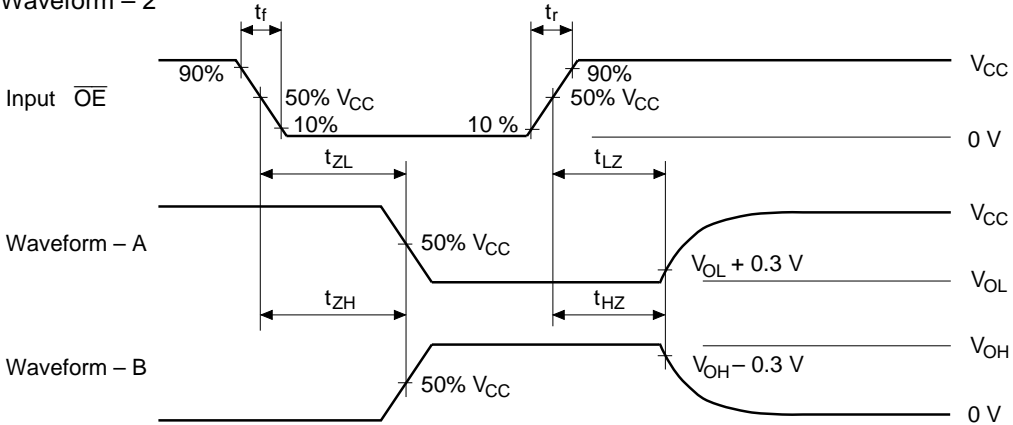 Waveform – 2
tf
tr
90%
90%
VCC
Input OE
50% VCC
50% VCC
10%
10 %
0 V
tZL
tLZ
VCC
Waveform – A
50% VCC
VOL + 0.3 V
VOL
tZH
tHZ
VOH
Waveform – B
50% VCC
VOH – 0.3 V
0 V